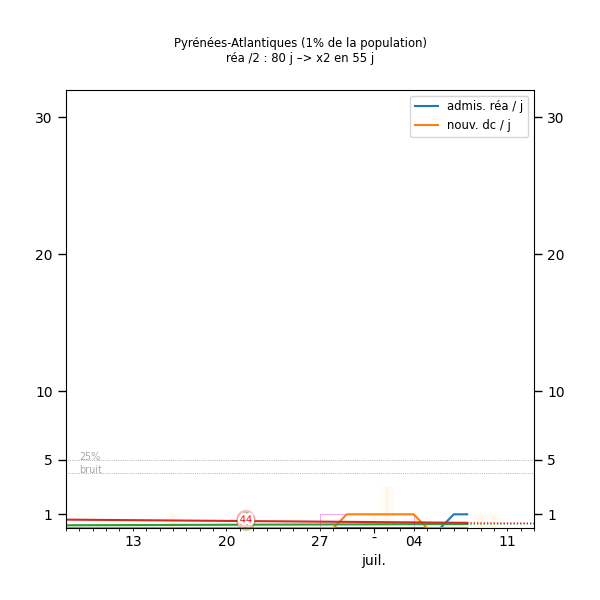 Pyrénées-Atlantiques (1% de la population)
réa /2 : 80 j –> x2 en 55 j
admis. réa / j
nouv. dc / j
30 30
20 20
10 10
5 5
25%
bruit
1 1
44
13 20 27 - 04 11
juil.